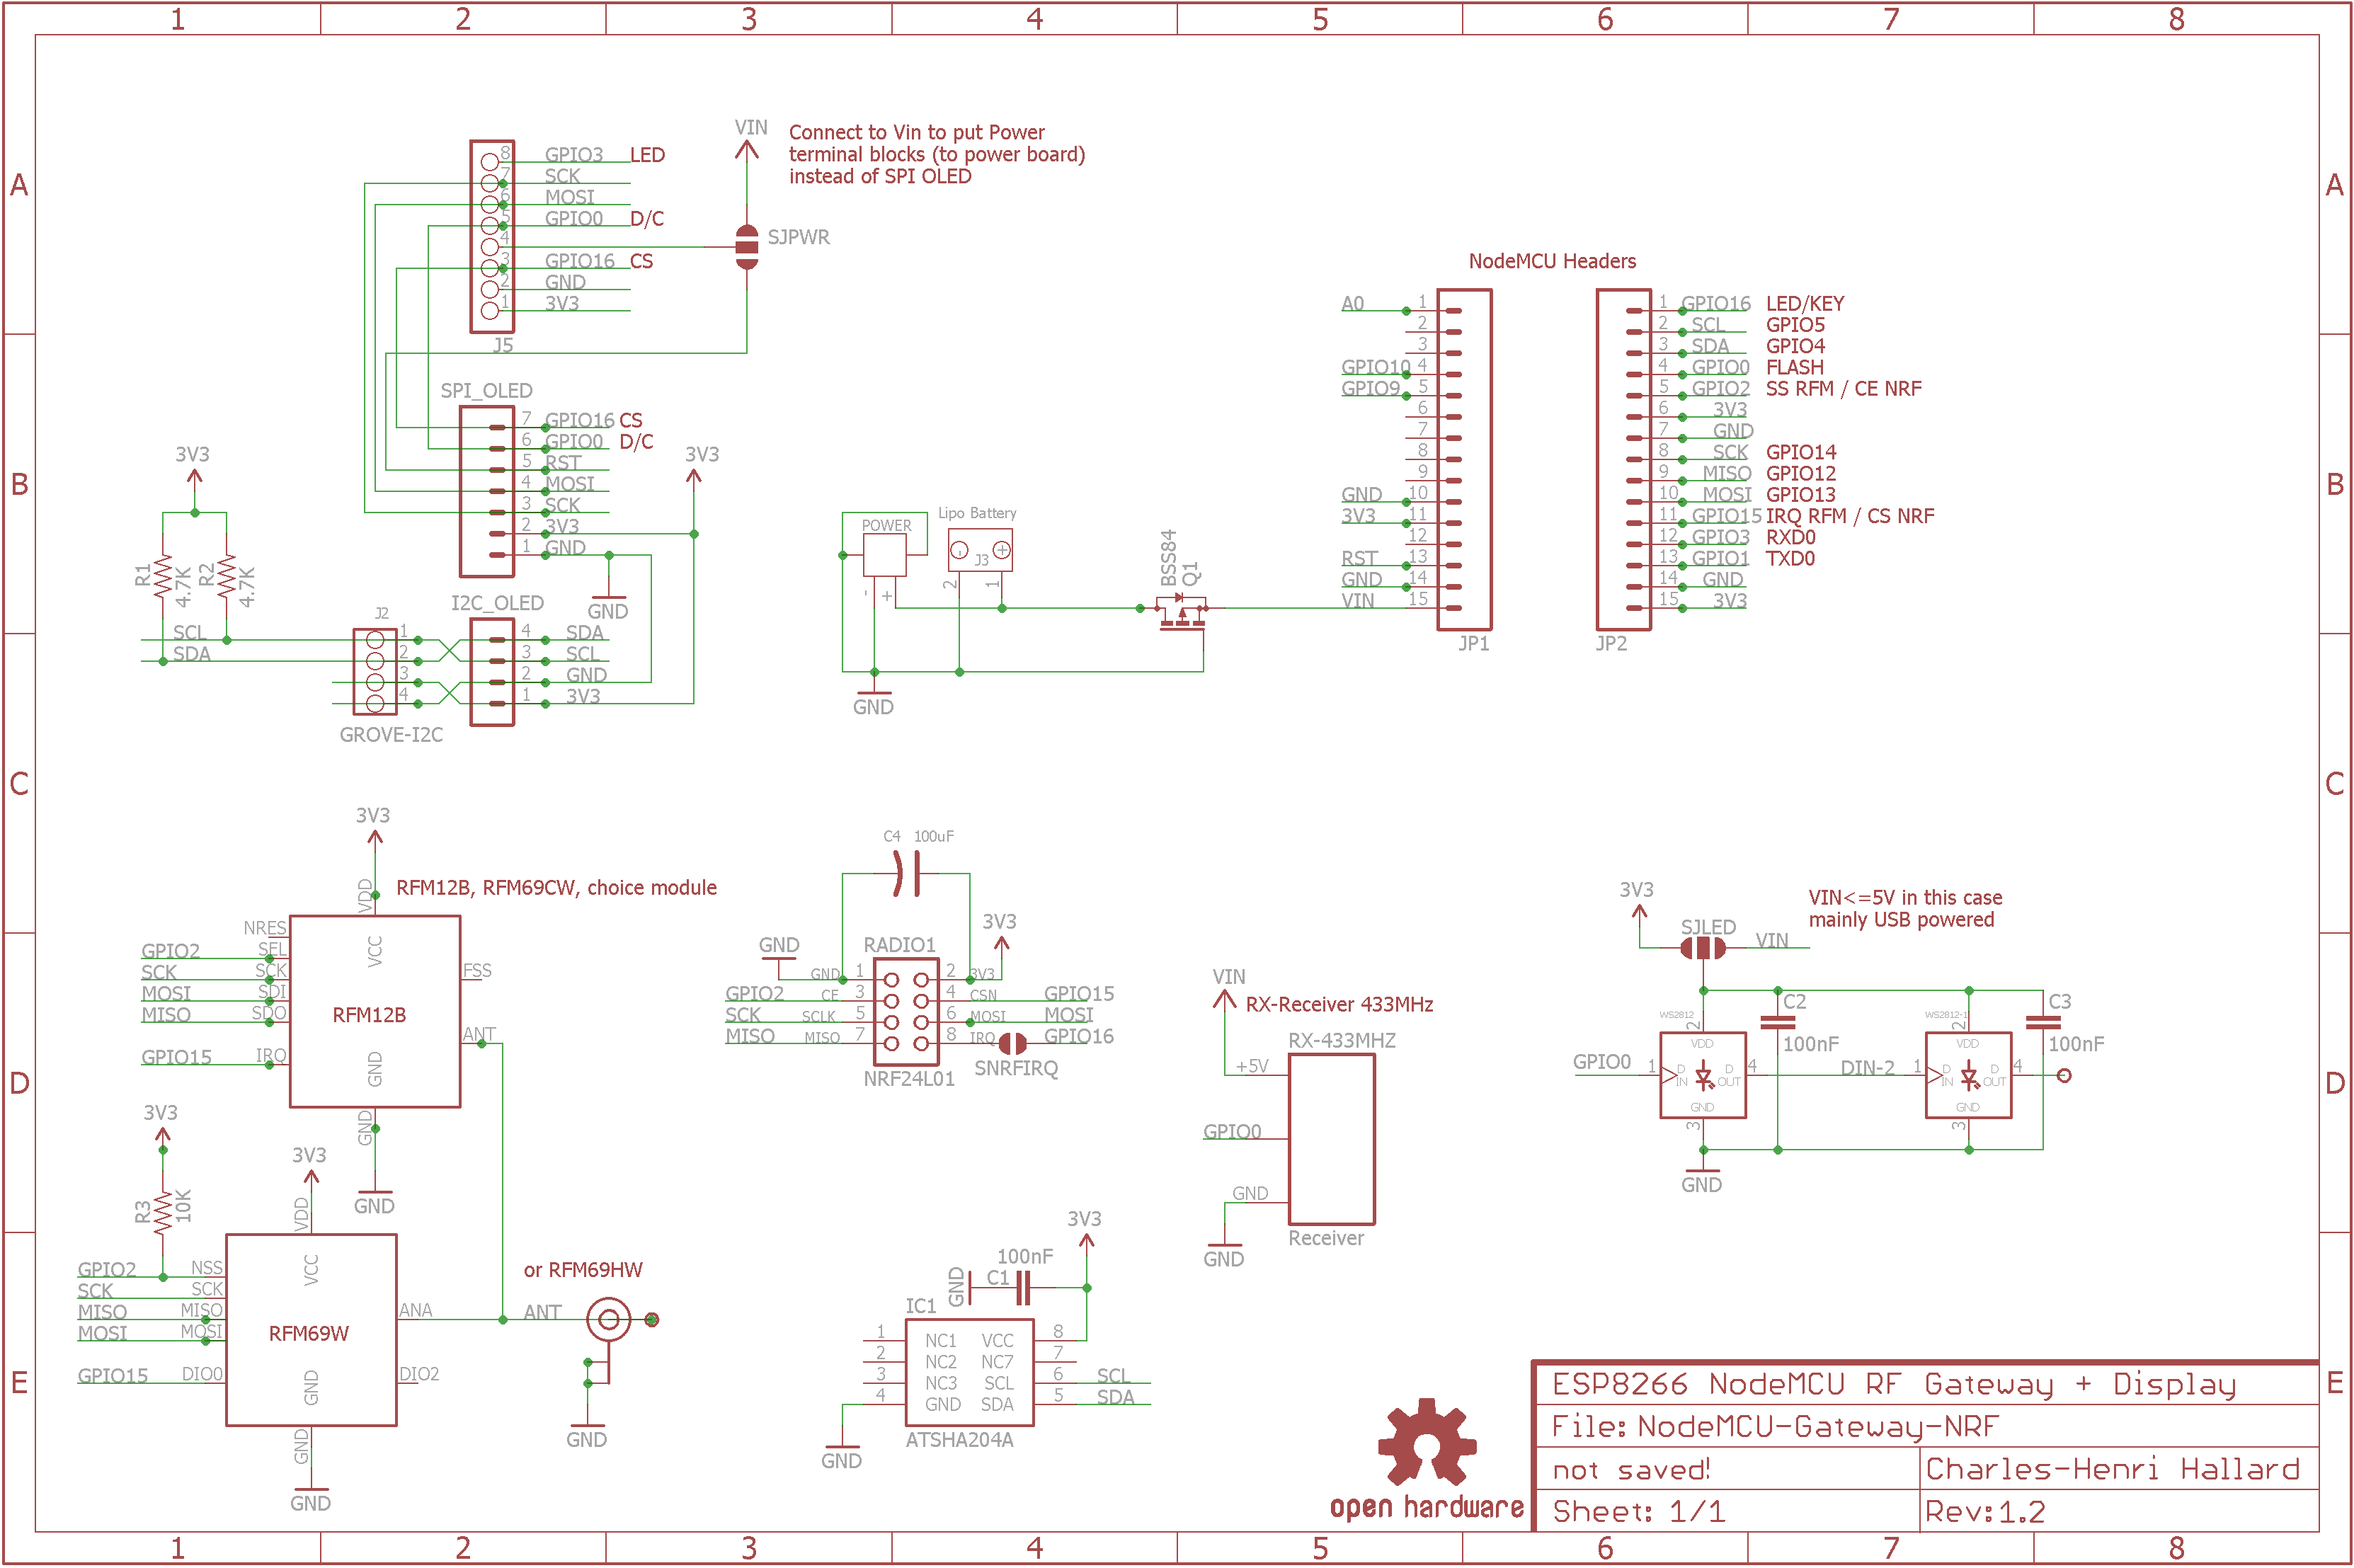 1 2 3 4 5 6 7 8
A
B
C
D
E
A
B
C
D
E
1 2 3 4 5 6 7 8
VIN
Connect to Vin to put Power
terminal blocks (to power board)
instead of SPI OLED
SJPWR
8 GPIO3 LED
7 SCK
6 MOSI
5 GPIO0 D/C
4
3 GPIO16 CS
2 GND
1 3V3
J5
SPI_OLED
7 GPIO16 CS
6 GPIO0 D/C
5 RST
4 MOSI
3 SCK
2 3V3
1 GND
3V3
GND
3V3
R1
4.7K
R2
4.7K
SCL
SDA
J2
1
2
3
4
GROVE-I2C
I2C_OLED
4 SDA
3 SCL
2 GND
1 3V3
POWER
- +
Lipo Battery
- +
J3
2 1
GND
BSS84
Q1
NodeMCU Headers
A0 1
2
3
GPIO10 4
GPIO9 5
6
7
8
9
GND 10
3V3 11
12
RST 13
GND 14
VIN 15
JP1
1 GPIO16 LED/KEY
2 SCL GPIO5
3 SDA GPIO4
4 GPIO0 FLASH
5 GPIO2 SS RFM / CE NRF
6 3V3
7 GND
8 SCK GPIO14
9 MISO GPIO12
10 MOSI GPIO13
11 GPIO15 IRQ RFM / CS NRF
12 GPIO3 RXD0
13 GPIO1 TXD0
14 GND
15 3V3
JP2
3V3
RFM12B, RFM69CW, choice module
VDD
VCC
NRES
GPIO2 SEL
SCK SCK
MOSI SDI
MISO SDO
GPIO15 IRQ
RFM12B
FSS
ANT
GND
GND
GND
3V3
R3
10K
3V3
VDD
VCC
GPIO2 NSS
SCK SCK
MISO MISO
MOSI MOSI
GPIO15 DIO0
RFM69W
ANA
DIO2
GND
GND
GND
or RFM69HW
ANT
GND
C4 100uF
GND
RADIO1
3V3
GND 1 2 3V3
GPIO2 CE 3 4 CSN GPIO15
SCK SCLK 5 6 MOSI MOSI
MISO MISO 7 8 IRQ GPIO16
NRF24L01
SNRFIRQ
VIN
RX-Receiver 433MHz
RX-433MHZ
+5V
GPIO0
GND
GND
Receiver
3V3
100nF
C1
GND
IC1
1 NC1 VCC 8
2 NC2 NC7 7
3 NC3 SCL 6 SCL
4 GND SDA 5 SDA
GND
ATSHA204A
3V3
SJLED
VIN
VIN<=5V in this case
mainly USB powered
WS2812
2
VDD
GPIO0 1
D IN
D OUT
4
GND
3
GND
C2
100nF
DIN-2
WS2812-1
2
VDD
1
D IN
D OUT
4
GND
3
C3
100nF
open hardware
ESP8266 NodeMCU RF Gateway + Display
File: NodeMCU-Gateway-NRF
not saved! Charles-Henri Hallard
Sheet: 1/1 Rev:1.2